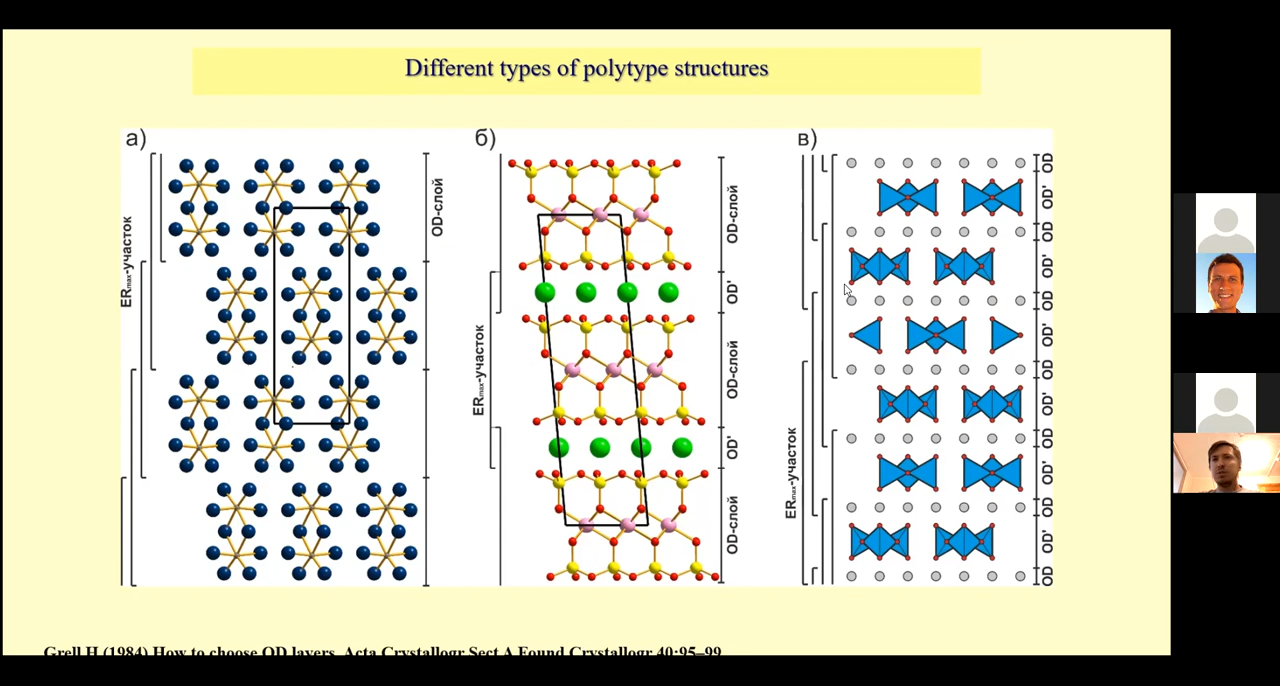 Different types of polytype structures
а)
б)
в)
ERmax-участок
OD-слой
ERmax-участок
OD-слой
OD'
OD-слой
OD'
OD-слой
ERmax-участок
OD
OD'
OD
OD'
OD
OD'
OD
OD'
OD
OD'
OD
OD'
OD
Grell H (1984) How to choose OD layers. Acta Crystallogr Sect A Found Crystallogr 40:95–99